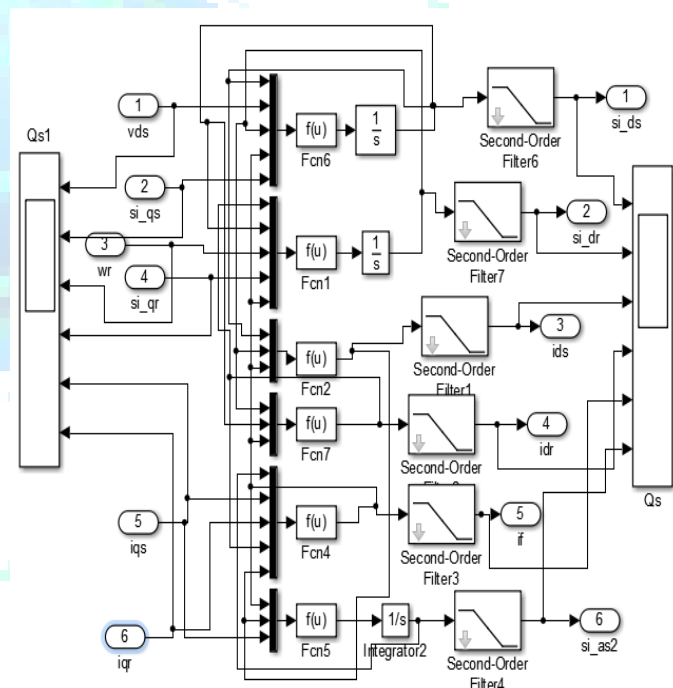 Qs1
1
vds
2
si_qs
3
wr
4
si_qr
5
iqs
6
iqr
f(u)
Fcn6
1
s
f(u)
Fcn1
1
s
f(u)
Fcn2
f(u)
Fcn7
f(u)
Fcn4
f(u)
Fcn5
1/s
Integrator2
Second-Order
Filter6
Second-Order
Filter7
Second-Order
Filter1
Second-Order
Second-Order
Filter3
Second-Order
Filter4
1
si_ds
2
si_dr
3
ids
4
idr
5
if
6
si_as2
Qs